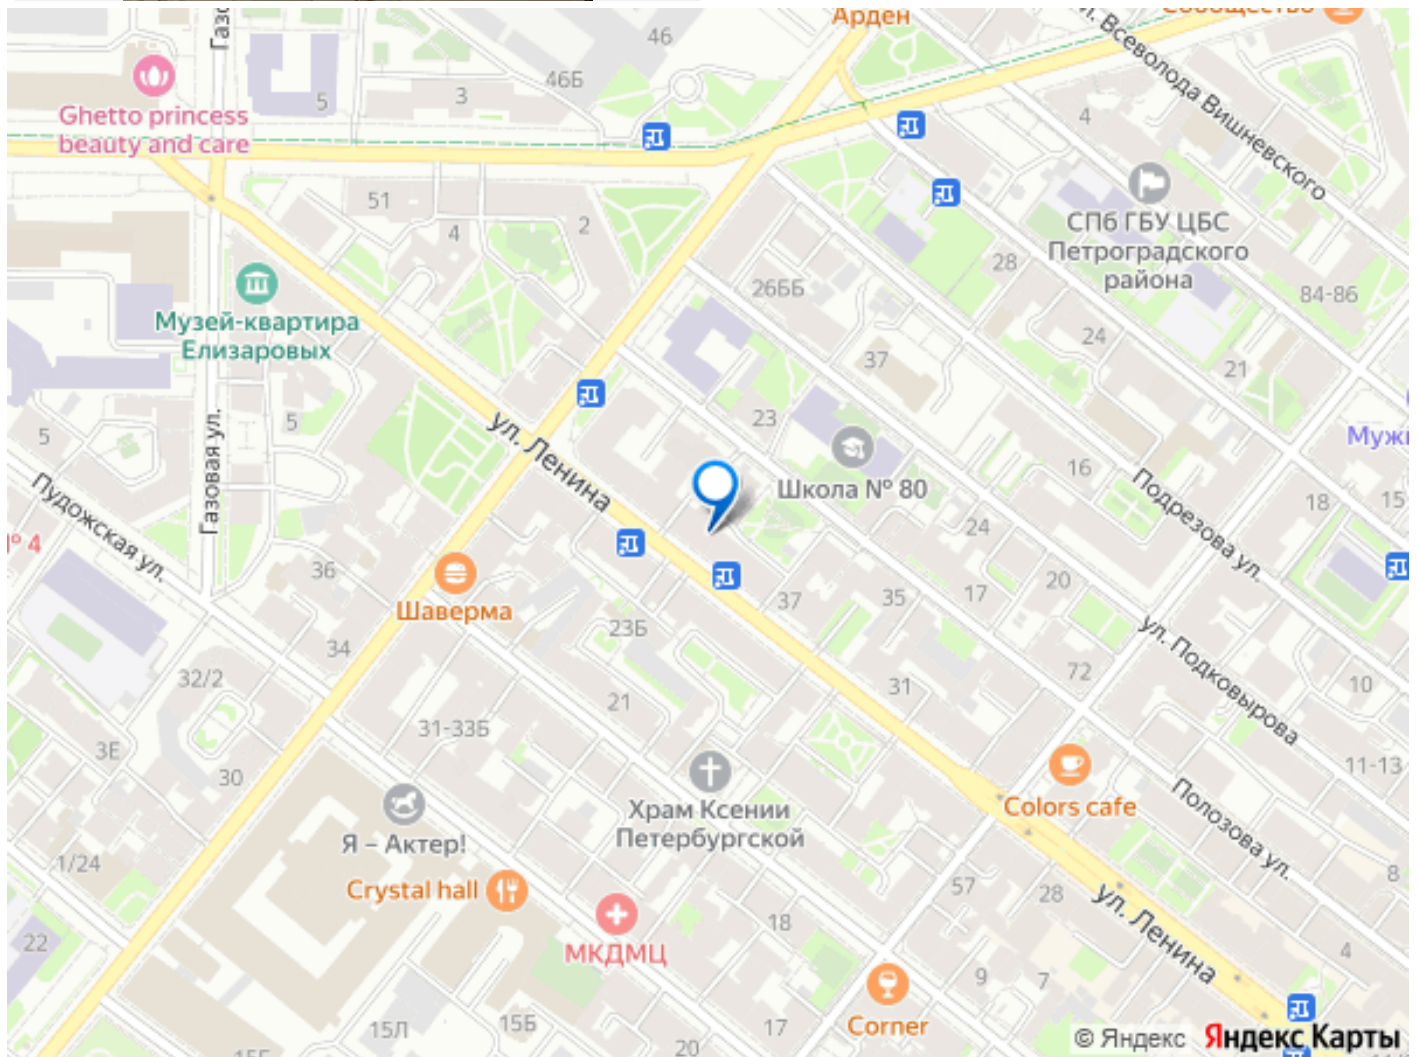 Арден
46
46Б
3
5
Ghetto princess
beauty and care
ул. Всеволода Вишневского
4
СПб ГБУ ЦБС
Петроградского
района
51
4
2
28
26ББ
84-86
24
21
37
Музей-квартира
Елизаровых
5
5
Газовая ул.
ул. Ленина
23
Школа № 80
Мужи
16
18
15
Подрезова ул.
24
Пудожская ул.
№ 4
36
Шаверма
23Б
37
35
17
20
34
32/2
21
31
72
ул. Подковырова
10
31-33Б
3Е
30
Храм Ксении
Петербургской
Я – Актер!
Colors cafe
11-13
Полозова ул.
1/24
Crystal hall
57
28
8
ул. Ленина
22
МКДМЦ
18
9
7
4
15Л
15Б
17
Corner
20
© Яндекс Яндекс Карты